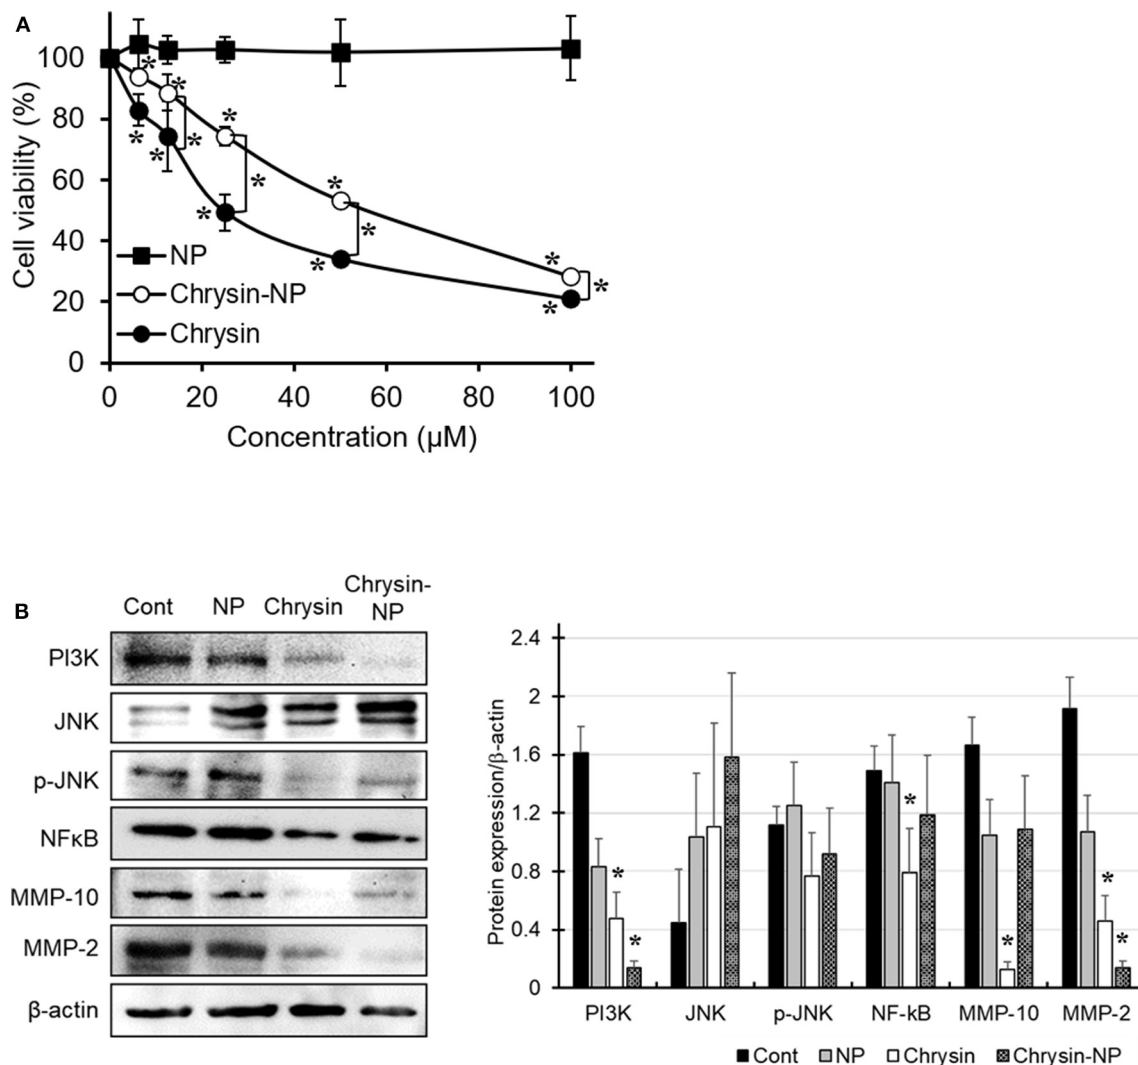 A
Cell viability (%)
100
80
60
40
20
0
NP
Chrysin-NP
Chrysin
0 20 40 60 80 100
Concentration (µM)
* * * * * * * * * * * * * *
B
Cont NP Chrysin Chrysin-
NP
PI3K
JNK
p-JNK
NFκB
MMP-10
MMP-2
β-actin
Protein expression/β-actin
2.4
2
1.6
1.2
0.8
0.4
0
* * * * * *
PI3K JNK p-JNK NF-kB MMP-10 MMP-2
Cont NP Chrysin Chrysin-NP